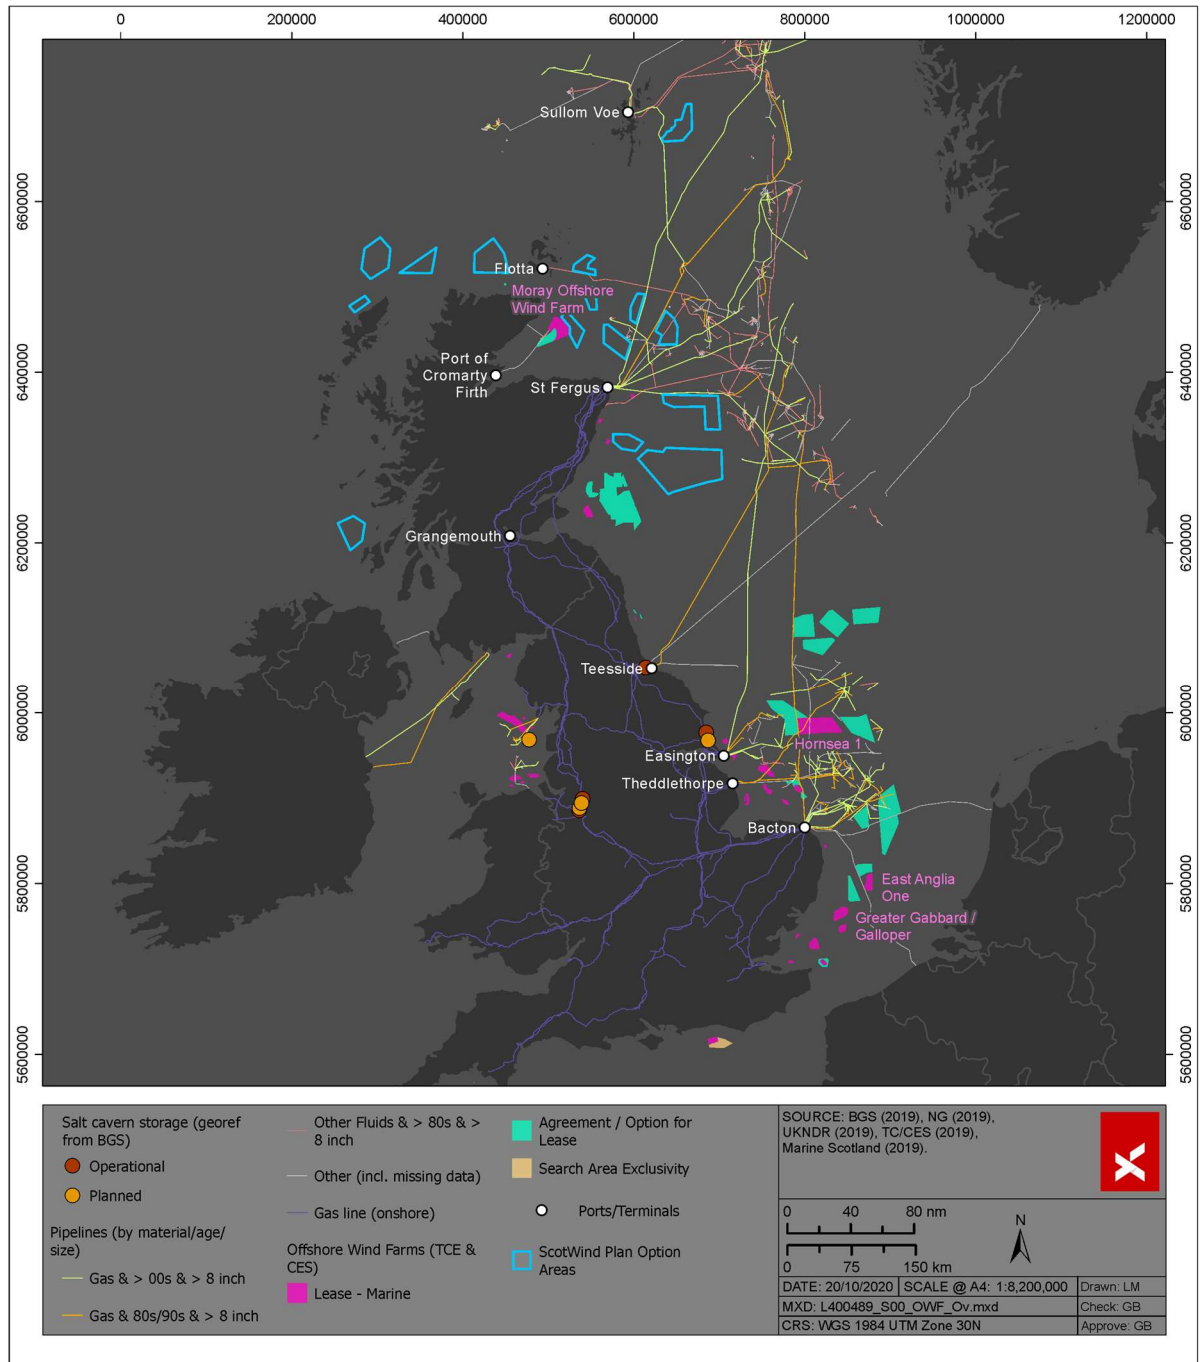 0
200000
400000
600000
800000
1000000
1200000
6600000
6400000
6200000
6000000
5800000
5600000
6600000
6400000
6200000
6000000
5800000
5600000
Sullom Voe
Flotta
Moray Offshore
Wind Farm
Port of
Cromarty
Firth
St Fergus
Grangemouth
Teesside
Hornsea 1
Easington
Theddlethorpe
Bacton
East Anglia
One
Greater Gabbard /
Galloper
Salt cavern storage (georef
from BGS)
Operational
Planned
Pipelines (by material/age/
size)
Gas & > 00s & > 8 inch
Gas & 80s/90s & > 8 inch
Other Fluids & > 80s & >
8 inch
Other (incl. missing data)
Gas line (onshore)
Offshore Wind Farms (TCE &
CES)
Lease - Marine
Agreement / Option for
Lease
Search Area Exclusivity
Ports/Terminals
ScotWind Plan Option
Areas
SOURCE: BGS (2019), NG (2019),
UKNDR (2019), TC/CES (2019),
Marine Scotland (2019).
0 40 80 nm
0 75 150 km
N
DATE: 20/10/2020 SCALE @ A4: 1:8,200,000 Drawn: LM
MXD: L400489_S00_OWF_Ov.mxd Check: GB
CRS: WGS 1984 UTM Zone 30N Approve: GB